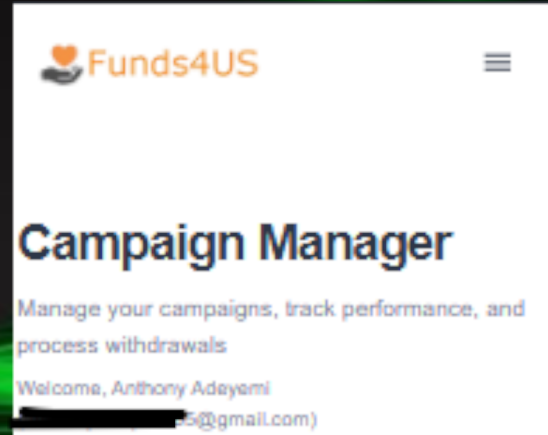 Funds4US
Campaign Manager
Manage your campaigns, track performance, and
process withdrawals
Welcome, Anthony Adeyemi
5@gmail.com)